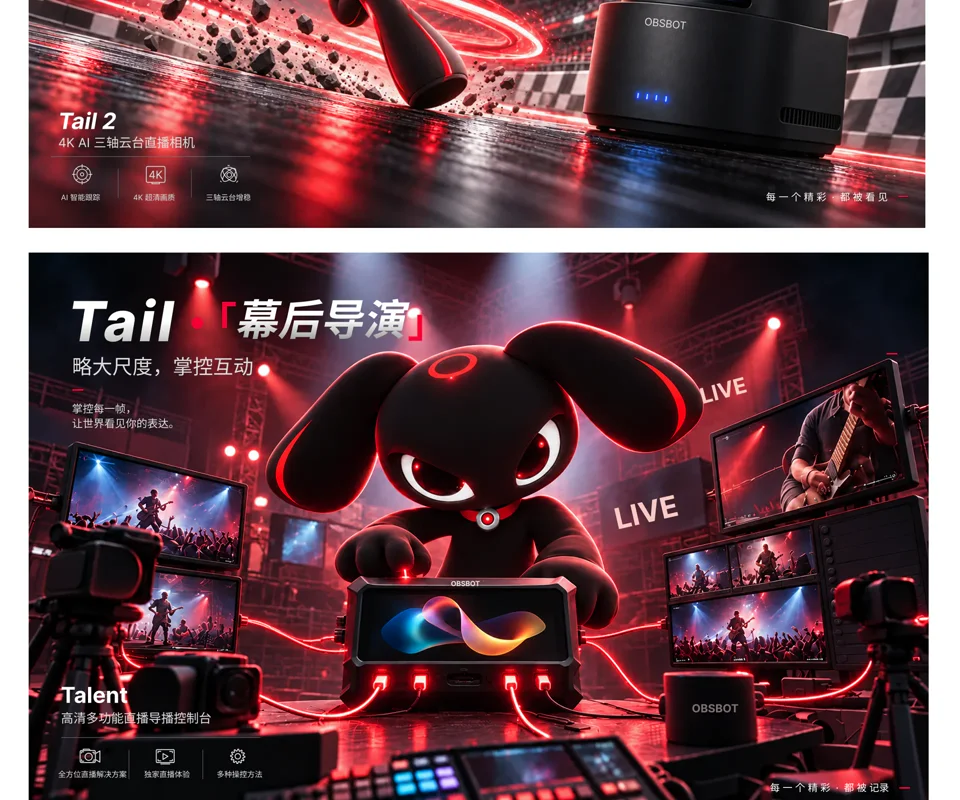 OBSBOT
Tail 2
4K AI 三轴云台直播相机
4K
AI 智能跟踪
4K 超清画质
三轴云台增稳
每一个精彩 · 都被看见
Tail 「幕后导演」
略大尺度，掌控互动
掌控每一帧，
让世界看见你的表达。
LIVE
LIVE
OBSBOT
OBSBOT
Talent
高清多功能直播导播控制台
全方位直播解决方案
独家直播体验
多种操控方法
每一个精彩 · 都被记录